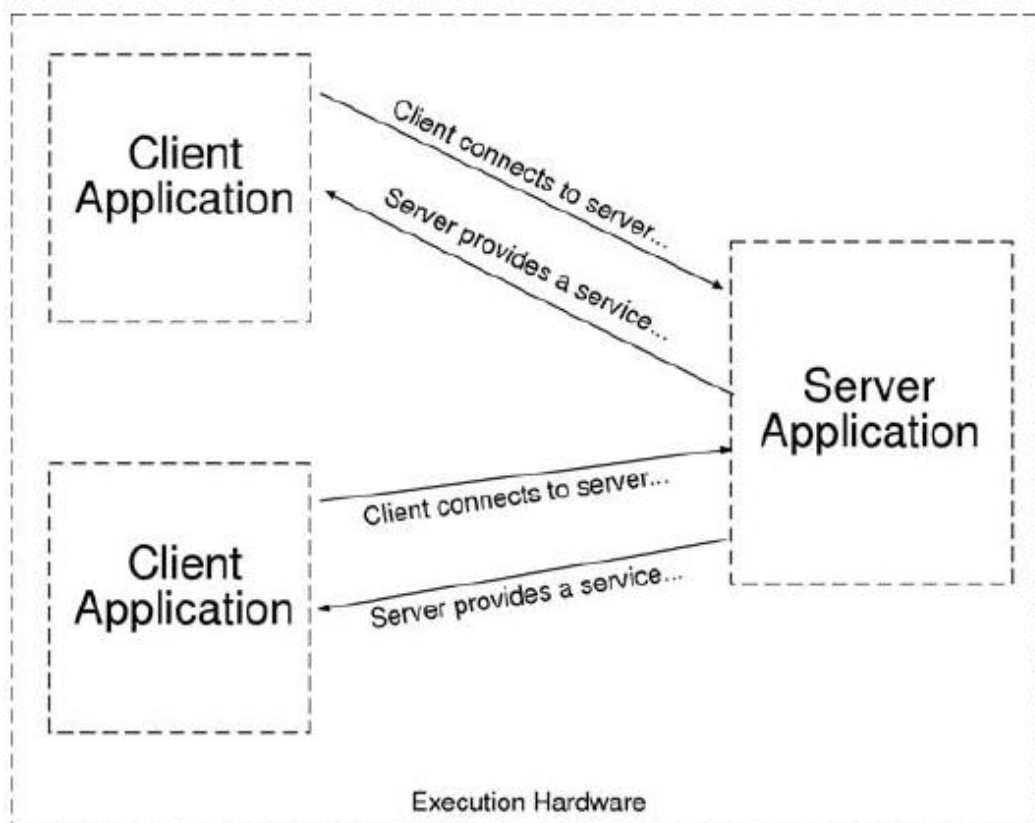 Client
Application
Client connects to server...
Server provides a service...
Server
Application
Client connects to server...
Client
Application
Server provides a service...
Execution Hardware